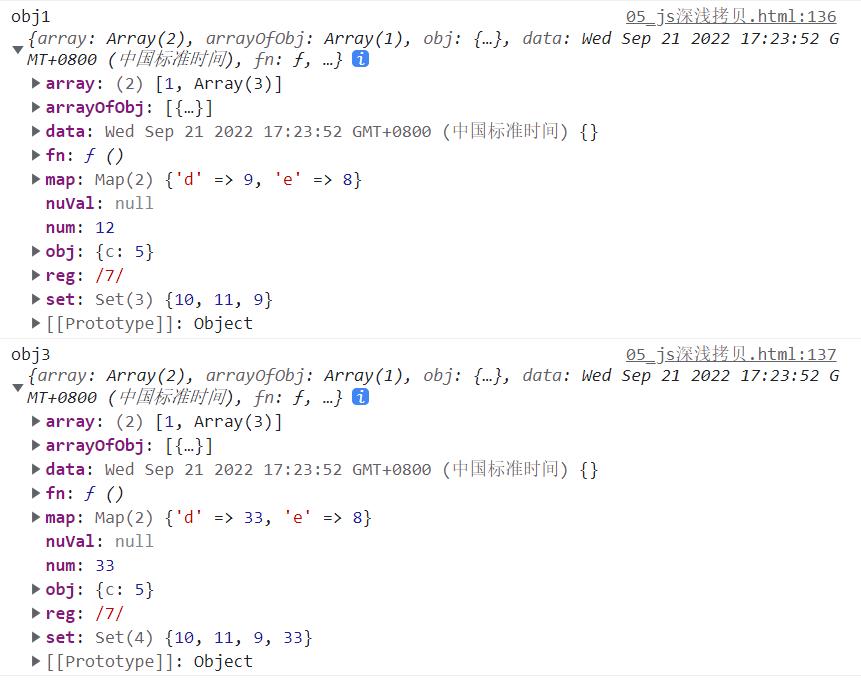 obj1 05_js深浅拷贝.html:136
{array: Array(2), arrayOfObj: Array(1), obj: {…}, data: Wed Sep 21 2022 17:23:52 G
MT+0800 (中国标准时间), fn: ƒ, …} i
array: (2) [1, Array(3)]
arrayOfObj: [{…}]
data: Wed Sep 21 2022 17:23:52 GMT+0800 (中国标准时间) {}
fn: ƒ ()
map: Map(2) {'d' => 9, 'e' => 8}
nuVal: null
num: 12
obj: {c: 5}
reg: /7/
set: Set(3) {10, 11, 9}
[[Prototype]]: Object
obj3 05_js深浅拷贝.html:137
{array: Array(2), arrayOfObj: Array(1), obj: {…}, data: Wed Sep 21 2022 17:23:52 G
MT+0800 (中国标准时间), fn: ƒ, …} i
array: (2) [1, Array(3)]
arrayOfObj: [{…}]
data: Wed Sep 21 2022 17:23:52 GMT+0800 (中国标准时间) {}
fn: ƒ ()
map: Map(2) {'d' => 33, 'e' => 8}
nuVal: null
num: 33
obj: {c: 5}
reg: /7/
set: Set(4) {10, 11, 9, 33}
[[Prototype]]: Object